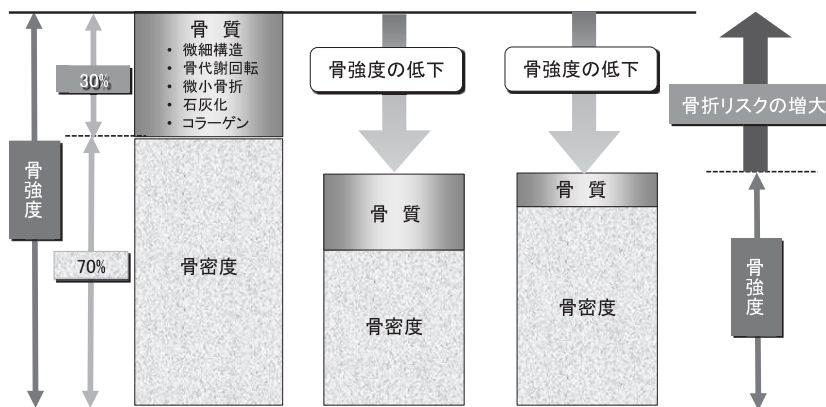 骨強度
30%
70%
骨 質
・ 微細構造
・ 骨代謝回転
・ 微小骨折
・ 石灰化
・ コラーゲン
骨密度
骨強度の低下
骨 質
骨密度
骨強度の低下
骨 質
骨密度
骨折リスクの増大
骨強度